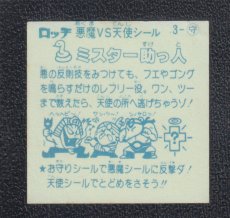 ロッテ 悪魔VS天使シール 3-
ミスター助っ人
悪の反則技をみつけても、フエやゴング
を鳴らすだけのレフリー役。ワン、ツー
まで数えたら、天使の所へ逃げちゃうゾ!
★お守りシールで悪魔シールに反撃ダ!
天使シールでとどめをさそう!!